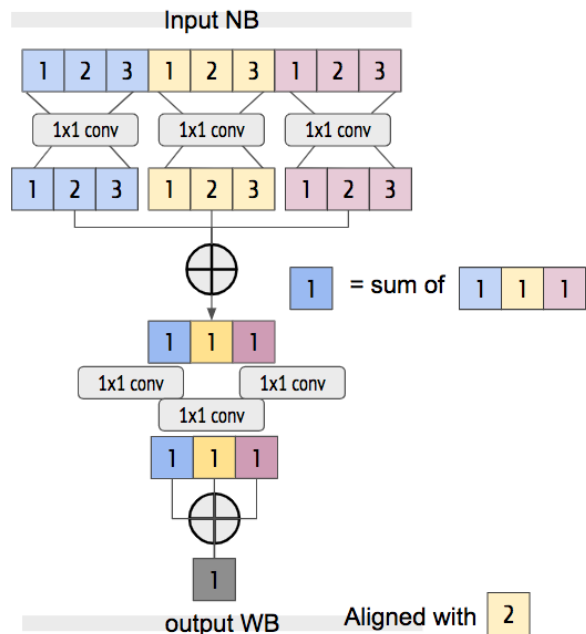 Input NB
1 2 3 1 2 3 1 2 3
1x1 conv 1x1 conv 1x1 conv
1 2 3 1 2 3 1 2 3
1 = sum of 1 1 1
1 1 1
1x1 conv 1x1 conv
1x1 conv
1 1 1
1
output WB Aligned with 2